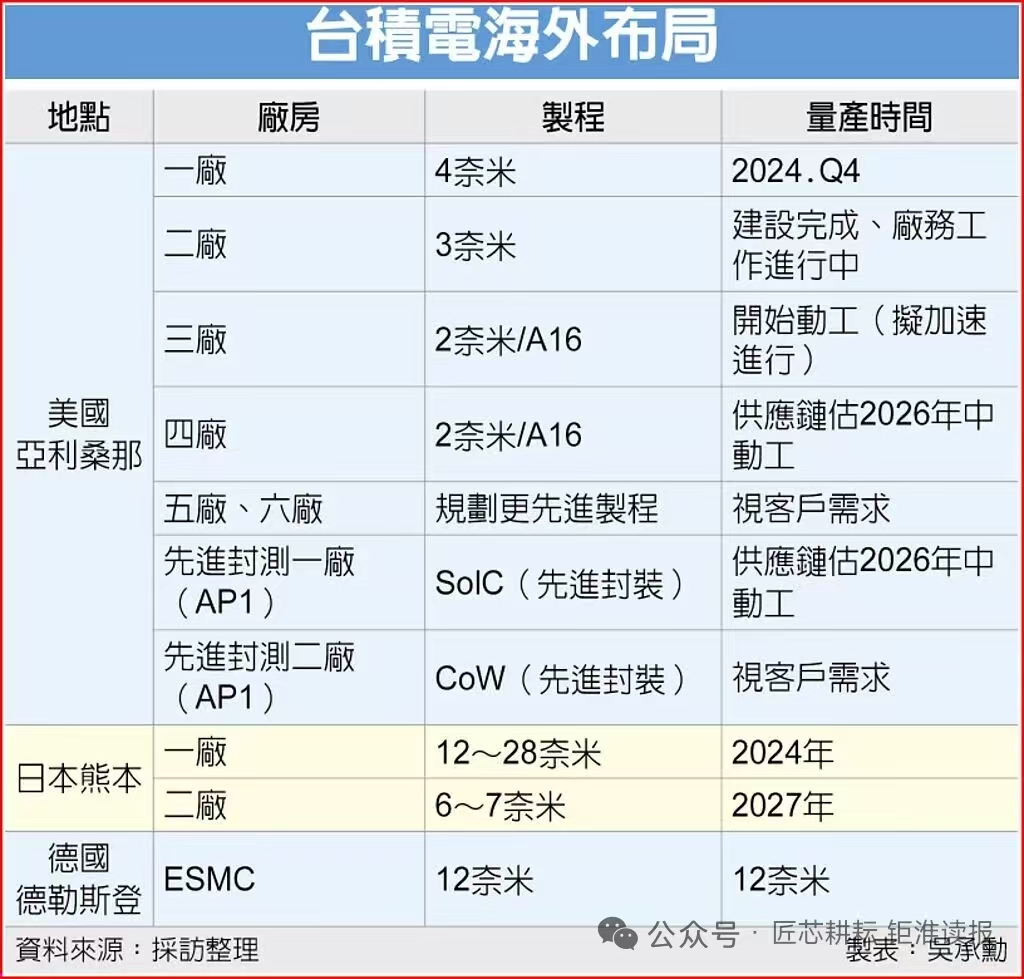 台積電海外布局
地點 廠房 製程 量產時間
美國
亞利桑那
一廠 4奈米 2024.Q4
二廠 3奈米 建設完成、廠務工
作進行中
三廠 2奈米/A16 開始動工（擬加速
進行）
四廠 2奈米/A16 供應鏈估2026年中
動工
五廠、六廠 規劃更先進製程 視客戶需求
先進封測一廠
（AP1） SoIC（先進封裝） 供應鏈估2026年中
動工
先進封測二廠
（AP1） CoW（先進封裝） 視客戶需求
日本熊本
一廠 12～28奈米 2024年
二廠 6～7奈米 2027年
德國
德勒斯登
ESMC 12奈米 12奈米
資料來源：採訪整理 製表：吳承勳
公众号 · 匠芯耕耘 钜淮读报